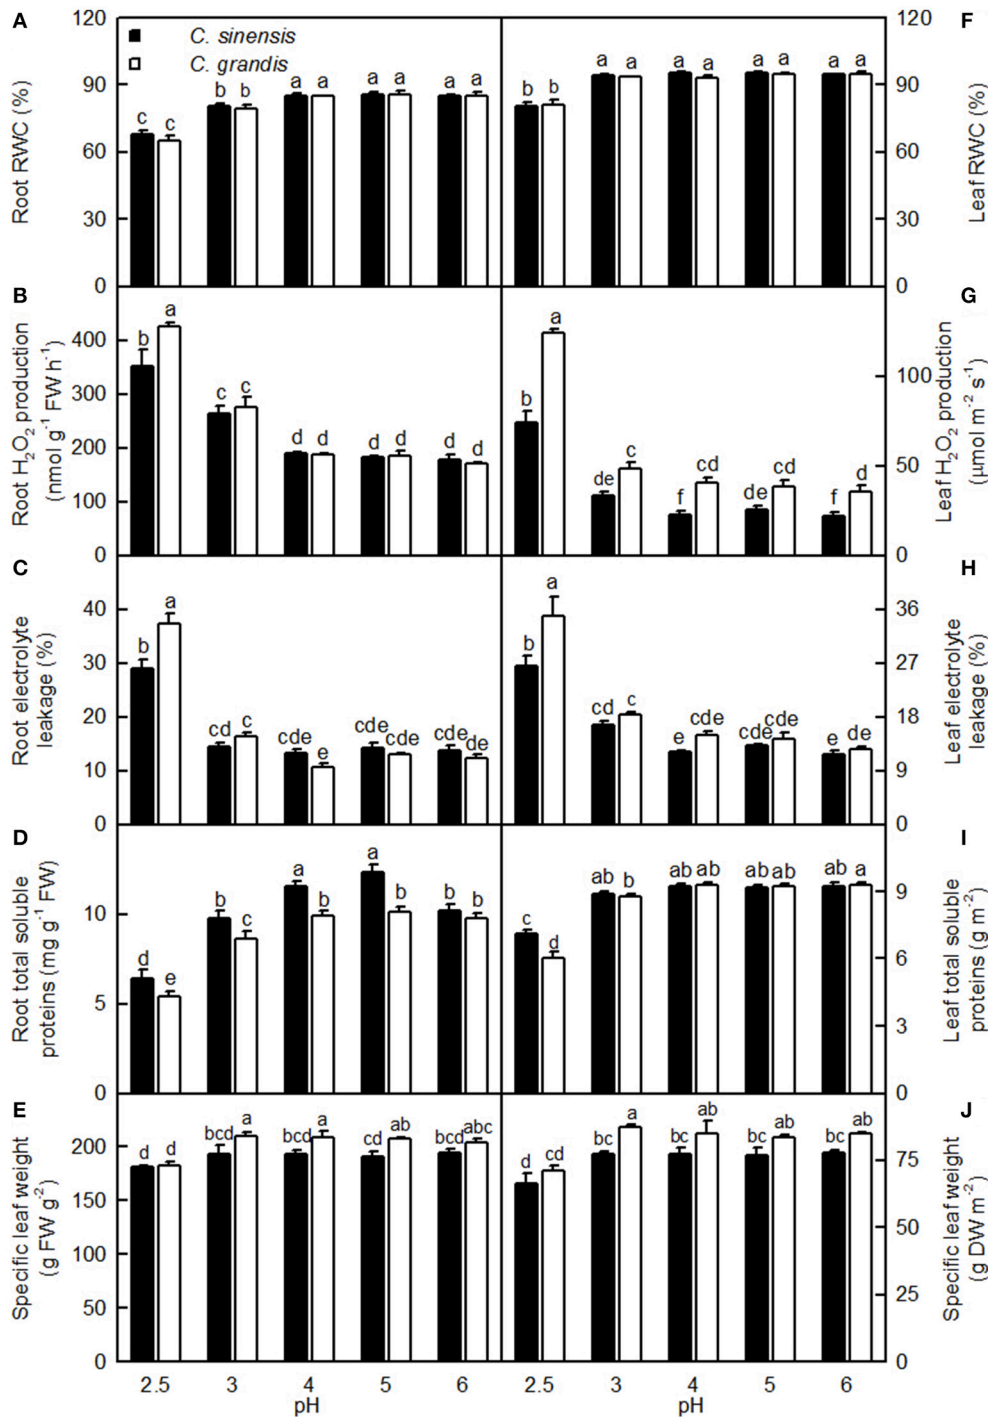 A
120
C. sinensis
C. grandis
Root RWC (%)
90
60
30
0
c c b b a a a a a a
F
120
Leaf RWC (%)
90
60
30
0
b b a a a a a a a a
B
Root H2O2 production
(nmol g-1 FW h-1)
400
300
200
100
0
b a c c d d d d d d
G
Leaf H2O2 production
(μmol m-2 s-1)
100
50
0
b a de c f cd de cd f d
C
Root electrolyte
leakage (%)
40
30
20
10
0
b a cd c cde e cde cde cde de
H
Leaf electrolyte
leakage (%)
36
27
18
9
0
b a cd c e cde cde cde e de
D
Root total soluble
proteins (mg g-1 FW)
10
5
0
d e b c a b a b b b
I
Leaf total soluble
proteins (g m-2)
9
6
3
0
c d ab b ab ab ab ab ab a
E
Specific leaf weight
(g FW g-2)
200
150
100
50
0
d d bcd a bcd a cd ab bcd abc
J
Specific leaf weight
(g DW m-2)
75
50
25
0
d cd bc a bc ab bc ab bc ab
2.5 3 4 5 6
pH
2.5 3 4 5 6
pH